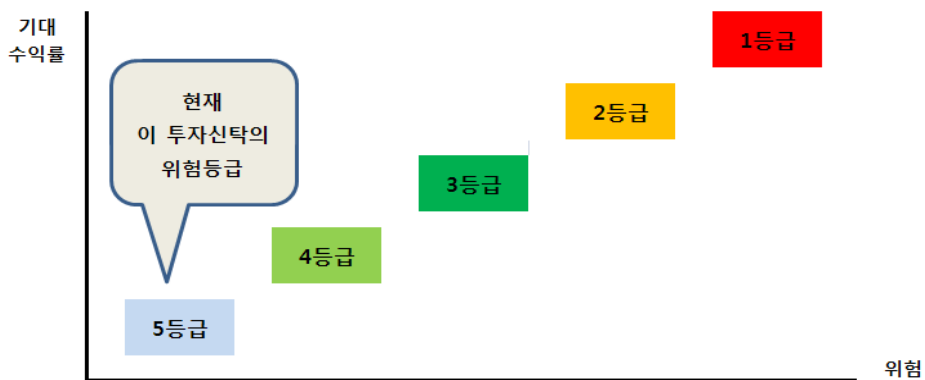 기대
수익률
1등급
2등급
현재
이 투자신탁의
위험등급
3등급
4등급
5등급
위험